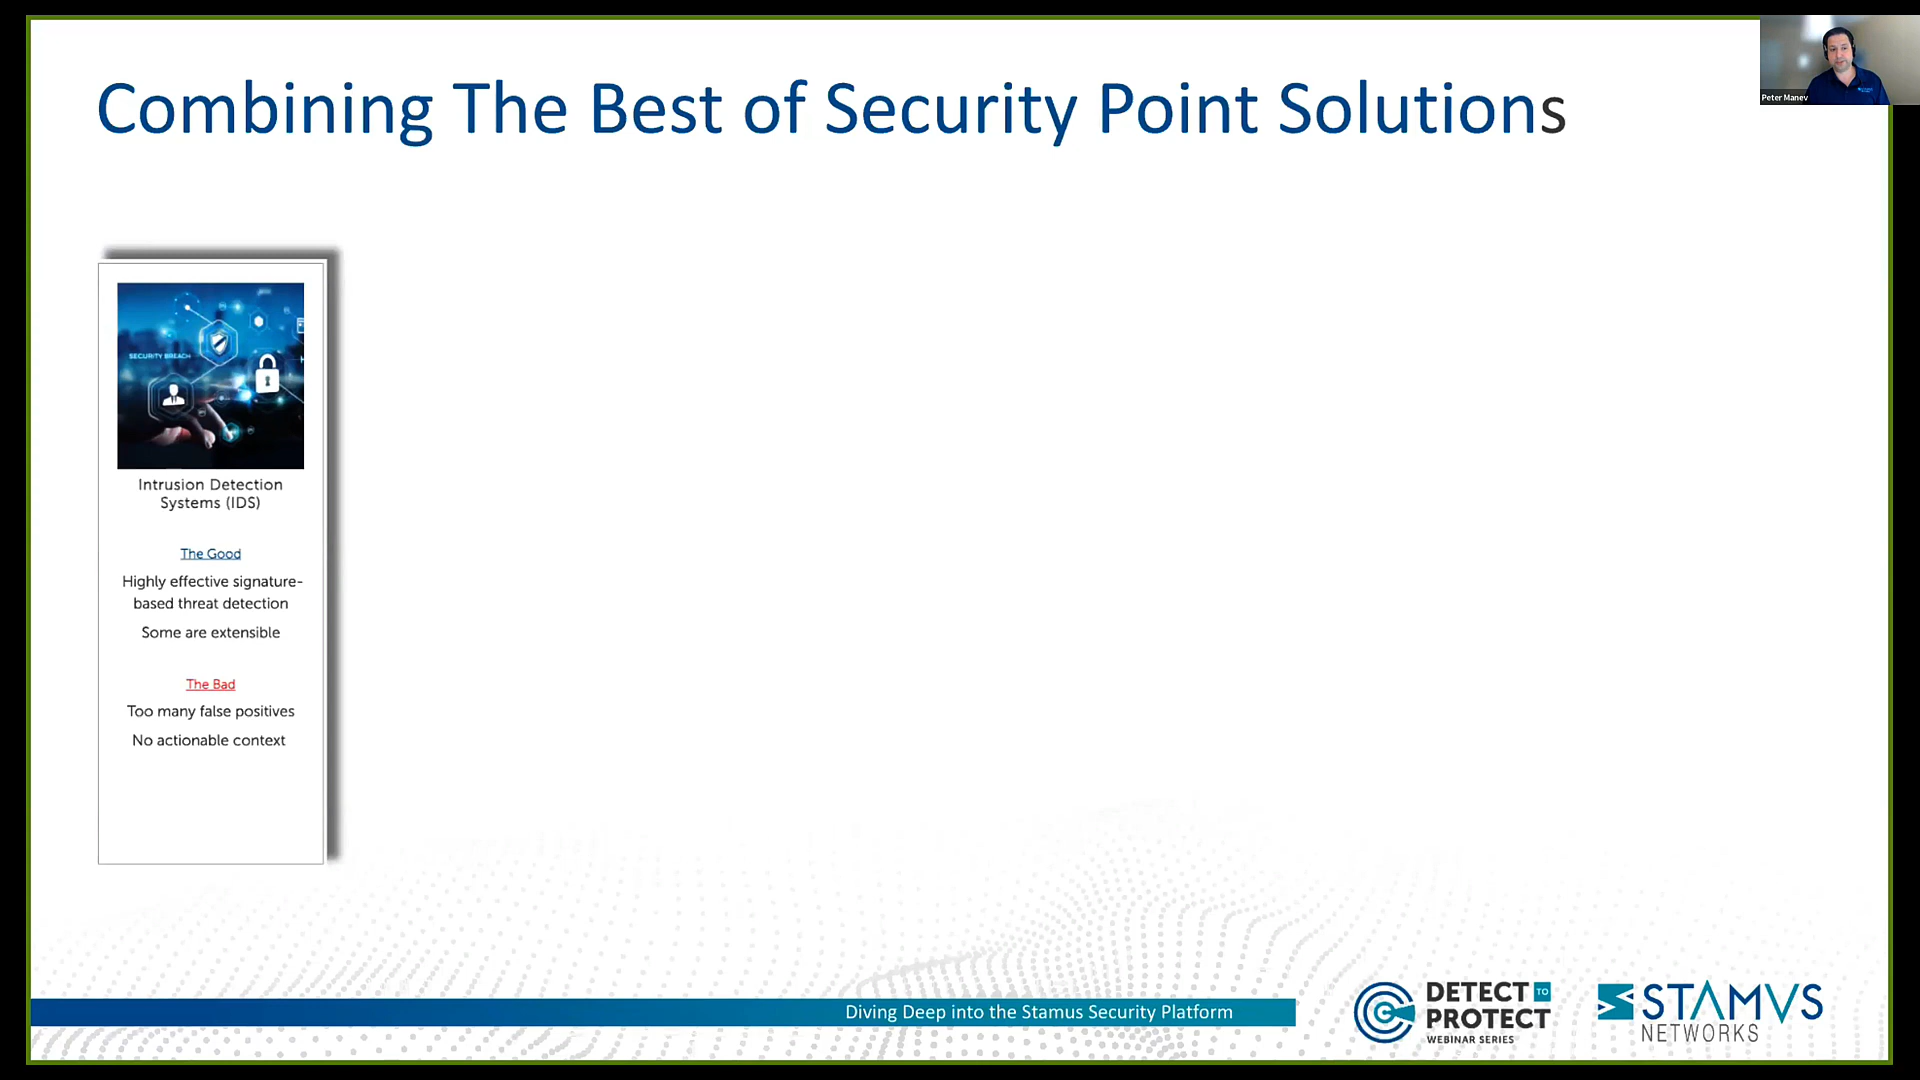 Combining The Best of Security Point Solutions
Peter Manev
SECURITY BREACH
Intrusion Detection
Systems (IDS)
The Good
Highly effective signature-
based threat detection
Some are extensible
The Bad
Too many false positives
No actionable context
Diving Deep into the Stamus Security Platform
DETECT TO
PROTECT
WEBINAR SERIES
STAMVS
NETWORKS